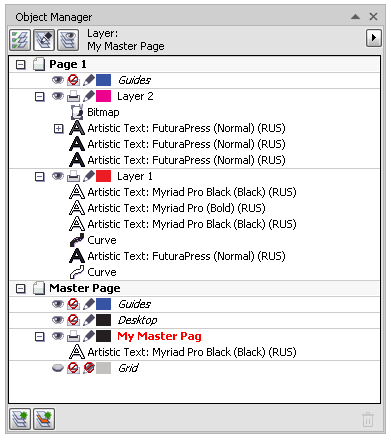 Object Manager
Layer:
My Master Page
Page 1
Guides
Layer 2
Bitmap
Artistic Text: FuturaPress (Normal) (RUS)
Artistic Text: FuturaPress (Normal) (RUS)
Artistic Text: FuturaPress (Normal) (RUS)
Layer 1
Artistic Text: Myriad Pro Black (Black) (RUS)
Artistic Text: Myriad Pro (Bold) (RUS)
Artistic Text: Myriad Pro Black (Black) (RUS)
Curve
Artistic Text: FuturaPress (Normal) (RUS)
Curve
Master Page
Guides
Desktop
My Master Pag
Artistic Text: Myriad Pro Black (Black) (RUS)
Grid